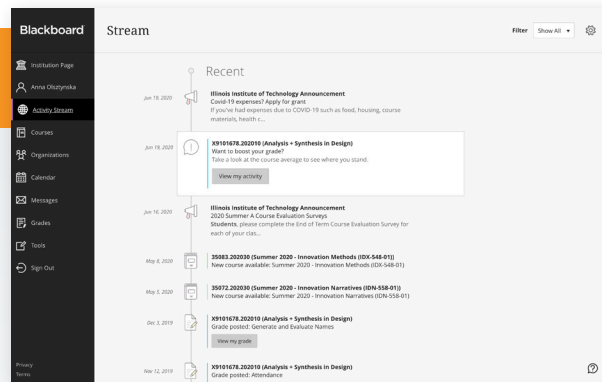 Blackboard
Institution Page
Anna Olsztynska
Activity Stream
Courses
Organizations
Calendar
Messages
Grades
Tools
Sign Out
Privacy
Terms
Stream
Filter
Show All
Recent
Jun 19, 2020
Illinois Institute of Technology Announcement
Covid-19 expenses? Apply for grant
If you've had expenses due to COVID-19 such as food, housing, course
materials, health c...
Jun 19, 2020
X9101678.202010 (Analysis + Synthesis in Design)
Want to boost your grade?
Take a look at the course average to see where you stand.
View my activity
Jun 16, 2020
Illinois Institute of Technology Announcement
2020 Summer A Course Evaluation Surveys
Students, please complete the End of Term Course Evaluation Survey for
each of your clas...
May 8, 2020
35083.202030 (Summer 2020 - Innovation Methods (IDX-548-01))
New course available: Summer 2020 - Innovation Methods (IDX-548-01)
May 5, 2020
35072.202030 (Summer 2020 - Innovation Narratives (IDN-558-01))
New course available: Summer 2020 - Innovation Narratives (IDN-558-01)
Dec 3, 2019
X9101678.202010 (Analysis + Synthesis in Design)
Grade posted: Generate and Evaluate Names
View my grade
Nov 12, 2019
X9101678.202010 (Analysis + Synthesis in Design)
Grade posted: Attendance